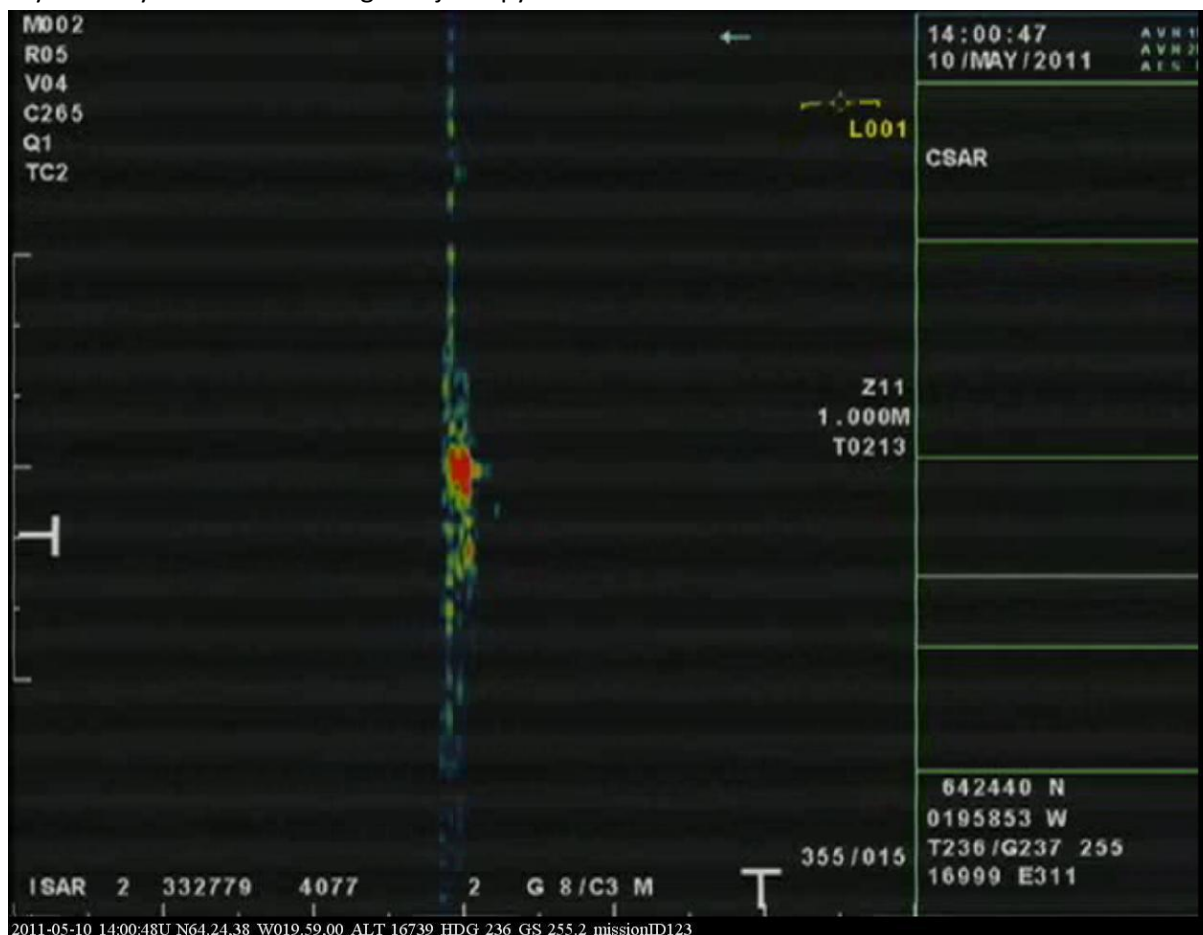 M002
R05
V04
C265
Q1
TC2
L001
14:00:47
10/MAY/2011
CSAR
Z11
1.000M
T0213
642440 N
0195853 W
T236/G237 255
16999 E311
355/015
ISAR 2 332779 4077 2 G 8/C3 M
2011-05-10 14:00:48U N64.24.38 W019.59.00 ALT 16739 HDG 236 GS 255.2 missionID123